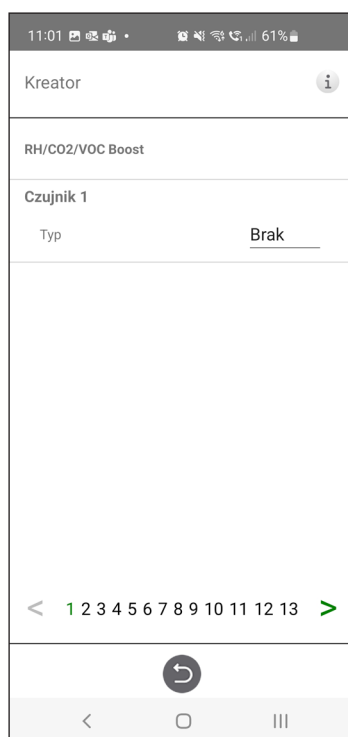 11:01 61%
Kreator i
RH/CO2/VOC Boost
Czujnik 1
Typ Brak
< 1 2 3 4 5 6 7 8 9 10 11 12 13 >